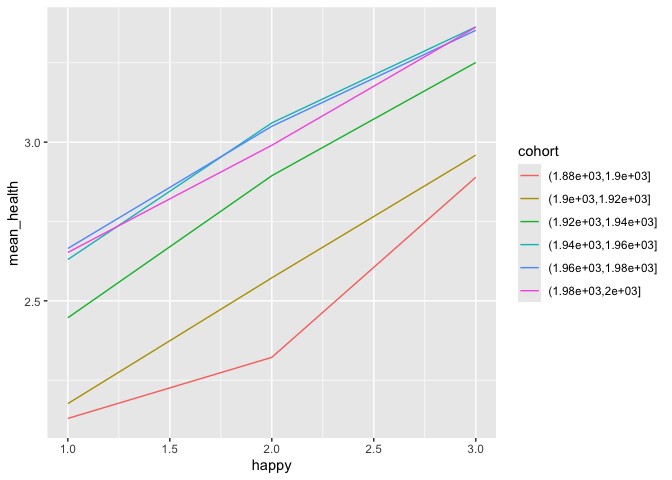 mean_health
3.0
2.5
1.0
1.5
2.0
2.5
3.0
happy
cohort
(1.88e+03,1.9e+03]
(1.9e+03,1.92e+03]
(1.92e+03,1.94e+03]
(1.94e+03,1.96e+03]
(1.96e+03,1.98e+03]
(1.98e+03,2e+03]